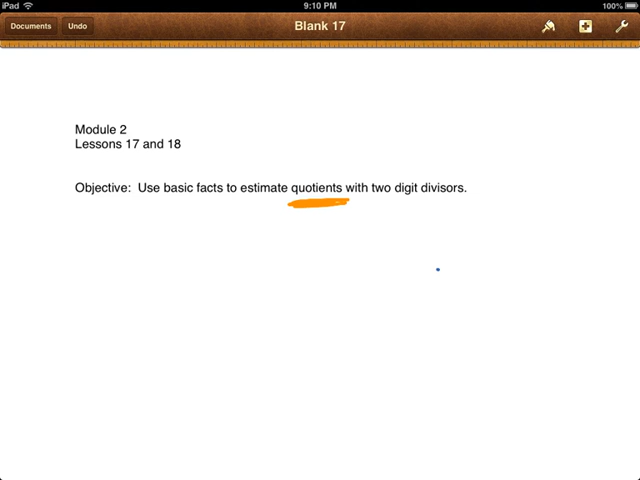 iPad 9:10 PM 100%
Documents Undo Blank 17
Module 2
Lessons 17 and 18
Objective:  Use basic facts to estimate quotients with two digit divisors.